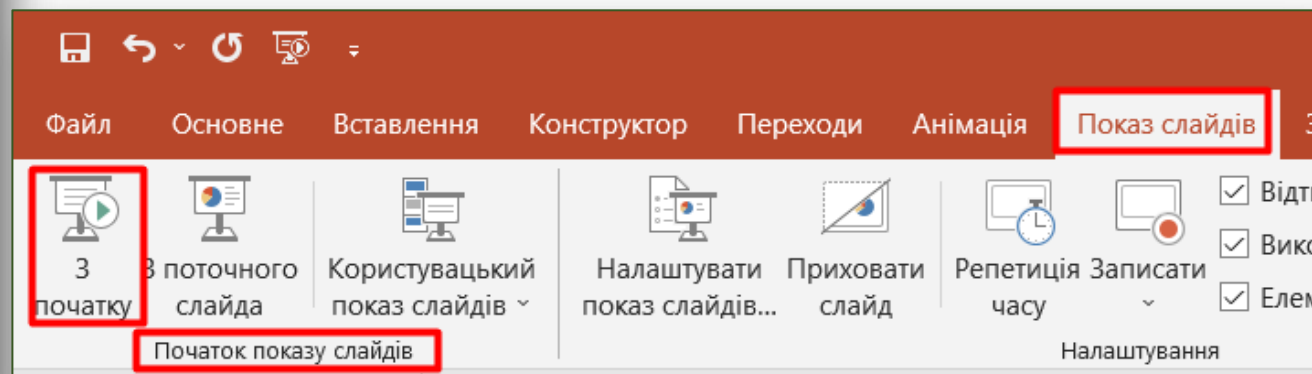 Файл Основне Вставлення Конструктор Переходи Анімація Показ слайдів
З початку
З поточного слайда
Користувацький показ слайдів
Налаштувати показ слайдів...
Приховати слайд
Репетиція часу
Записати
Початок показу слайдів
Налаштування